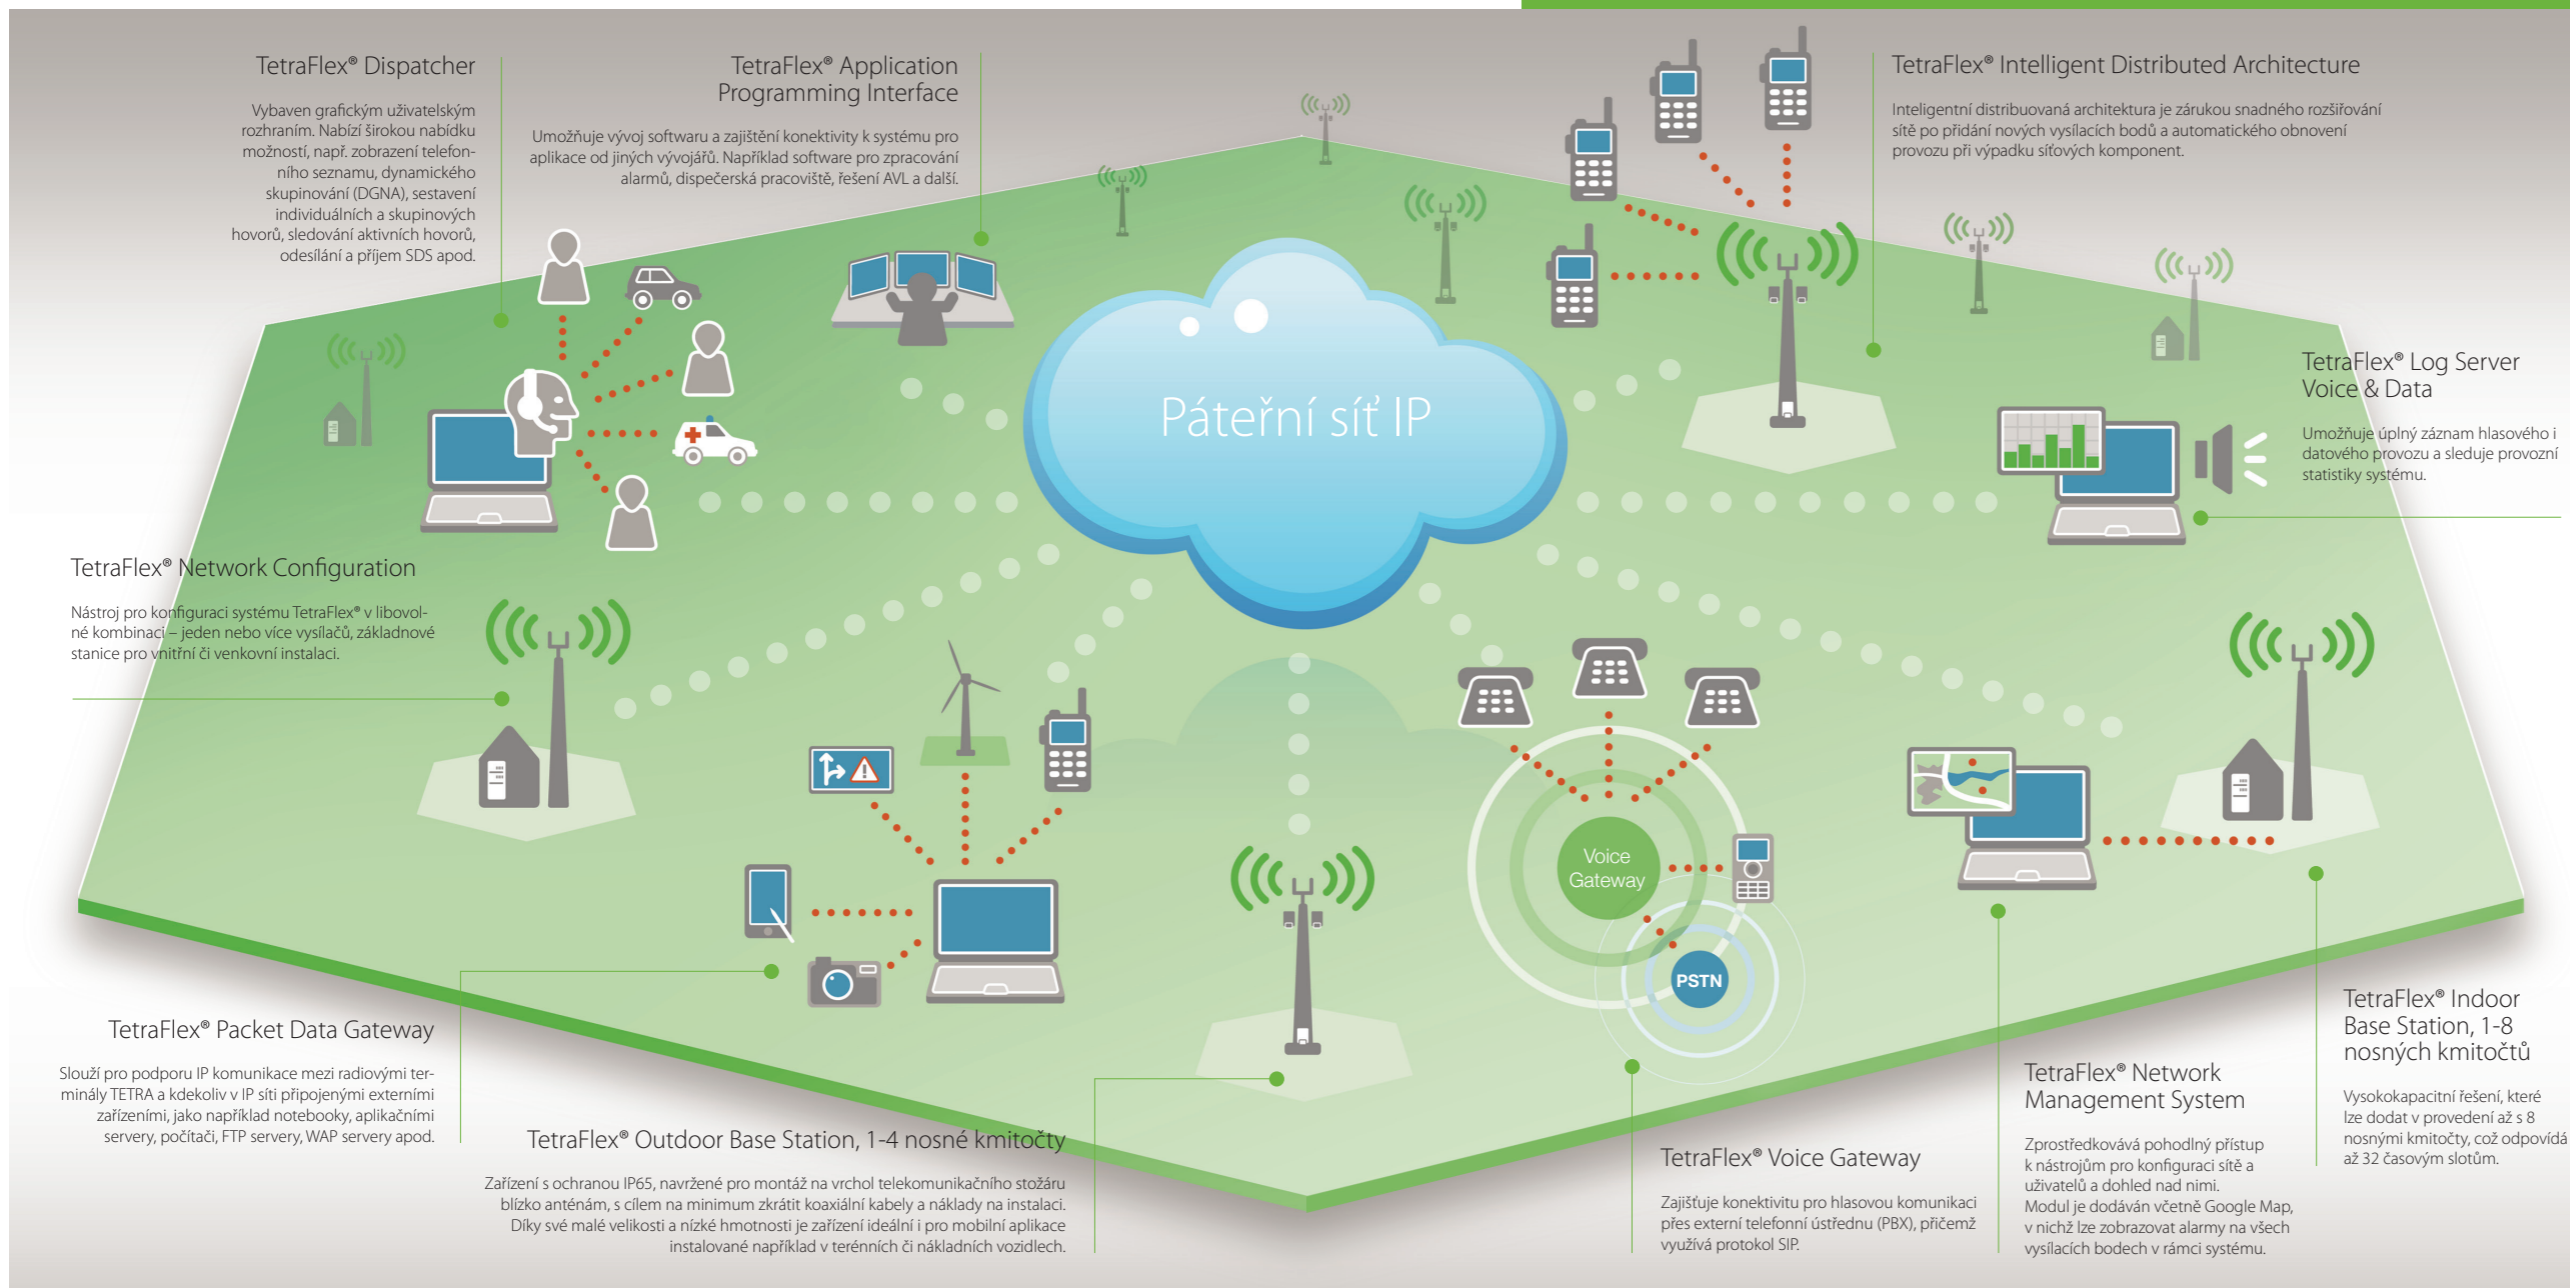 TetraFlex® Dispatcher
Vybaven grafickým uživatelským
rozhraním. Nabízí širokou nabídku
možností, např. zobrazení telefon-
ního seznamu, dynamického
skupinování (DGNA), sestavení
individuálních a skupinových
hovorů, sledování aktivních hovorů,
odesílání a příjem SDS apod.
TetraFlex® Application
Programming Interface
Umožňuje vývoj softwaru a zajištění konektivity k systému pro
aplikace od jiných vývojářů. Například software pro zpracování
alarmů, dispečerská pracoviště, řešení AVL a další.
TetraFlex® Intelligent Distributed Architecture
Inteligentní distribuovaná architektura je zárukou snadného rozšiřování
sítě po přidání nových vysílacích bodů a automatického obnovení
provozu při výpadku síťových komponent.
TetraFlex® Log Server
Voice & Data
Umožňuje úplný záznam hlasového i
datového provozu a sleduje provozní
statistiky systému.
Páteřní síť IP
TetraFlex® Network Configuration
Nástroj pro konfiguraci systému TetraFlex® v libovol-
né kombinaci – jeden nebo více vysílačů, základnové
stanice pro vnitřní či venkovní instalaci.
Voice
Gateway
PSTN
TetraFlex® Packet Data Gateway
Slouží pro podporu IP komunikace mezi radiovými ter-
minály TETRA a kdekoliv v IP síti připojenými externími
zařízeními, jako například notebooky, aplikačními
servery, počítači, FTP servery, WAP servery apod.
TetraFlex® Outdoor Base Station, 1-4 nosné kmitočty
Zařízení s ochranou IP65, navržené pro montáž na vrchol telekomunikačního stožáru
blízko anténám, s cílem na minimum zkrátit koaxiální kabely a náklady na instalaci.
Díky své malé velikosti a nízké hmotnosti je zařízení ideální i pro mobilní aplikace
instalované například v terénních či nákladních vozidlech.
TetraFlex® Voice Gateway
Zajišťuje konektivitu pro hlasovou komunikaci
přes externí telefonní ústřednu (PBX), přičemž
využívá protokol SIP.
TetraFlex® Network
Management System
Zprostředkovává pohodlný přístup
k nástrojům pro konfiguraci sítě a
uživatelů a dohled nad nimi.
Modul je dodáván včetně Google Map,
v nichž lze zobrazovat alarmy na všech
vysílacích bodech v rámci systému.
TetraFlex® Indoor
Base Station, 1-8
nosných kmitočtů
Vysokokapacitní řešení, které
lze dodat v provedení až s 8
nosnými kmitočty, což odpovídá
až 32 časovým slotům.